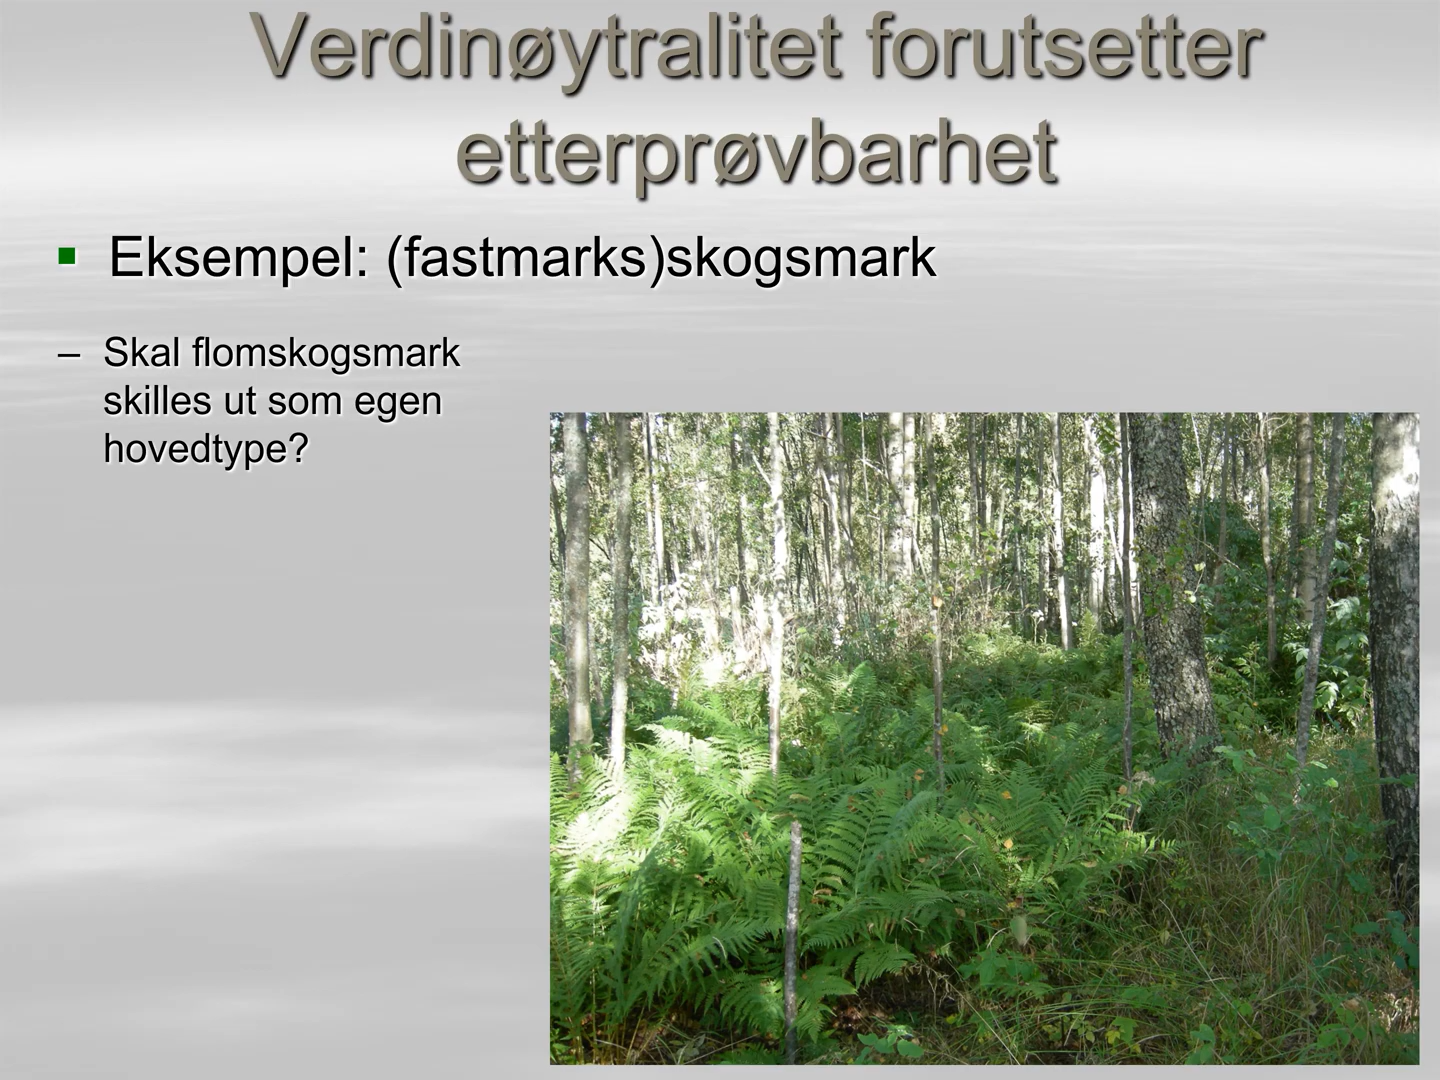 Verdinøytralitet forutsetter
etterprøvbarhet
▪ Eksempel: (fastmarks)skogsmark
– Skal flomskogsmark
skilles ut som egen
hovedtype?